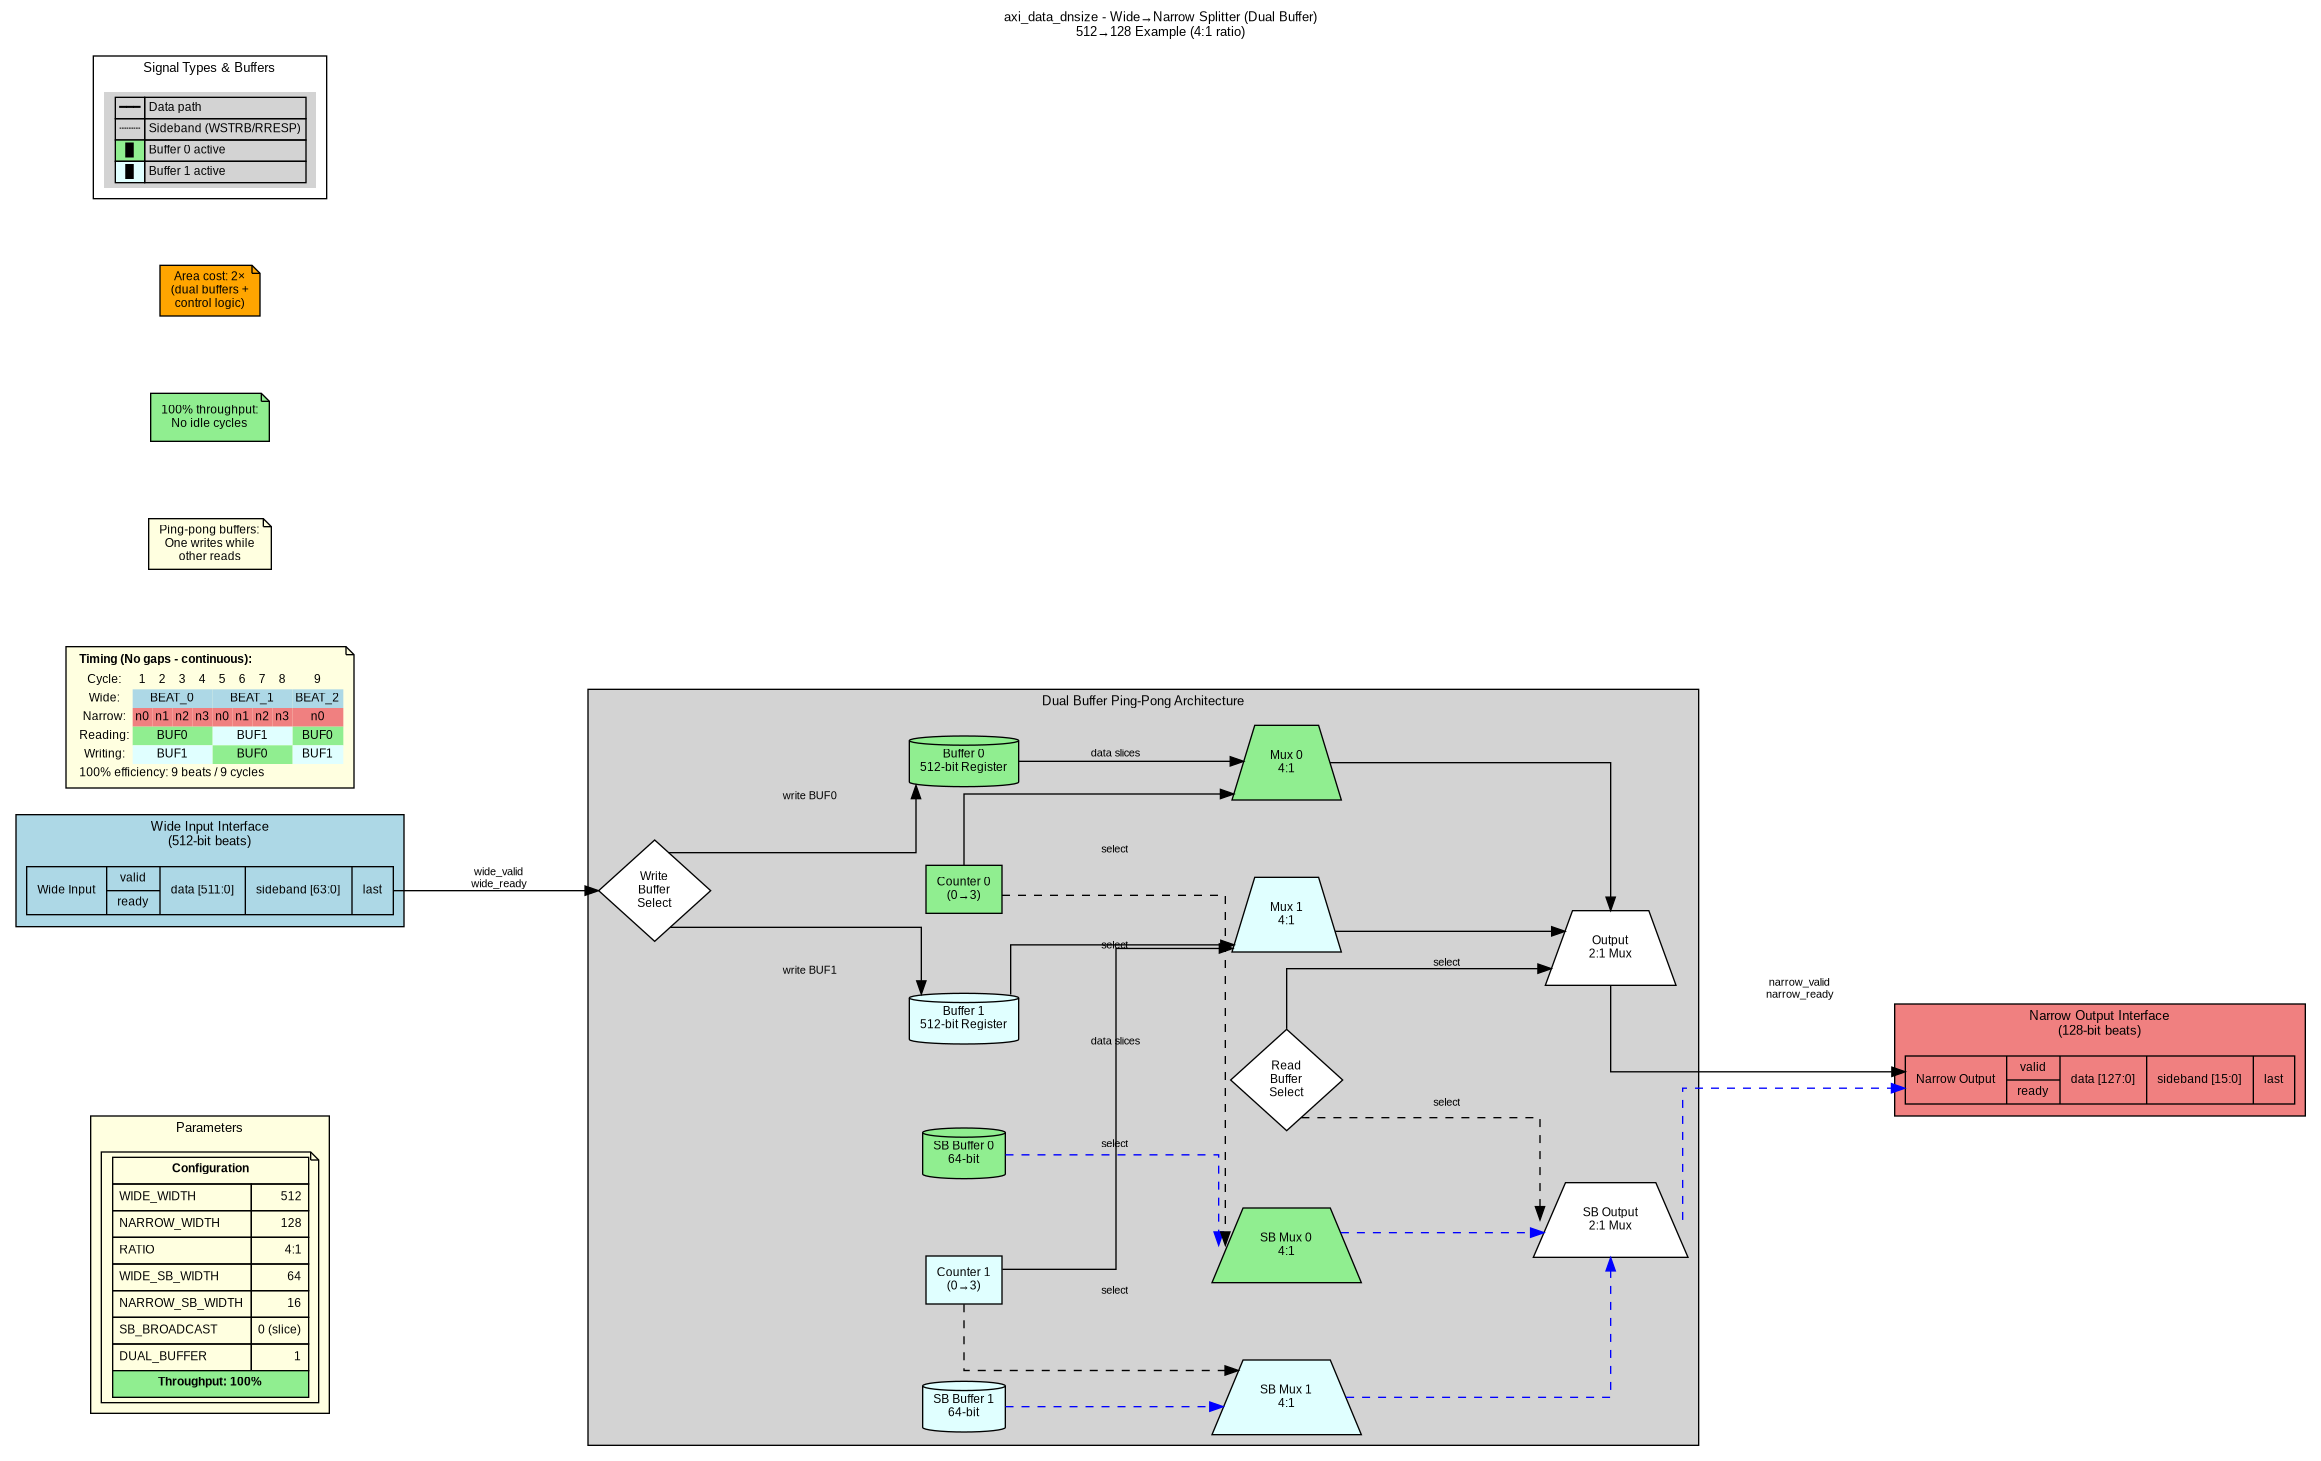 axi_data_dnsize - Wide→Narrow Splitter (Dual Buffer)
512→128 Example (4:1 ratio)
Signal Types & Buffers
Data path
Sideband (WSTRB/RRESP)
Buffer 0 active
Buffer 1 active
Area cost: 2×
(dual buffers +
control logic)
100% throughput:
No idle cycles
Ping-pong buffers:
One writes while
other reads
Timing (No gaps - continuous):
Cycle: 1 2 3 4 5 6 7 8 9
Wide: BEAT_0 BEAT_1 BEAT_2
Narrow: n0 n1 n2 n3 n0 n1 n2 n3 n0
Reading: BUF0 BUF1 BUF0
Writing: BUF1 BUF0 BUF1
100% efficiency: 9 beats / 9 cycles
Wide Input Interface
(512-bit beats)
Wide Input
valid
ready
data [511:0]
sideband [63:0]
last
wide_valid
wide_ready
Parameters
Configuration
WIDE_WIDTH 512
NARROW_WIDTH 128
RATIO 4:1
WIDE_SB_WIDTH 64
NARROW_SB_WIDTH 16
SB_BROADCAST 0 (slice)
DUAL_BUFFER 1
Throughput: 100%
Dual Buffer Ping-Pong Architecture
Write
Buffer
Select
write BUF0
write BUF1
Buffer 0
512-bit Register
Counter 0
(0→3)
Buffer 1
512-bit Register
SB Buffer 0
64-bit
Counter 1
(0→3)
SB Buffer 1
64-bit
data slices
select
select
data slices
select
select
Mux 0
4:1
Mux 1
4:1
Read
Buffer
Select
SB Mux 0
4:1
SB Mux 1
4:1
select
select
Output
2:1 Mux
SB Output
2:1 Mux
narrow_valid
narrow_ready
Narrow Output Interface
(128-bit beats)
Narrow Output
valid
ready
data [127:0]
sideband [15:0]
last